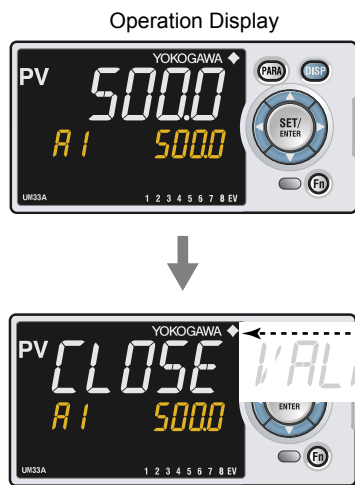 Operation Display
YOKOGAWA
PV
500.0
A1 500.0
UM33A
1 2 3 4 5 6 7 8 EV
PARA DISP
SET/
ENTER
Fn
YOKOGAWA
PV
CLOSE VAL
A1 500.0
UM33A
1 2 3 4 5 6 7 8 EV
ENTER
Fn